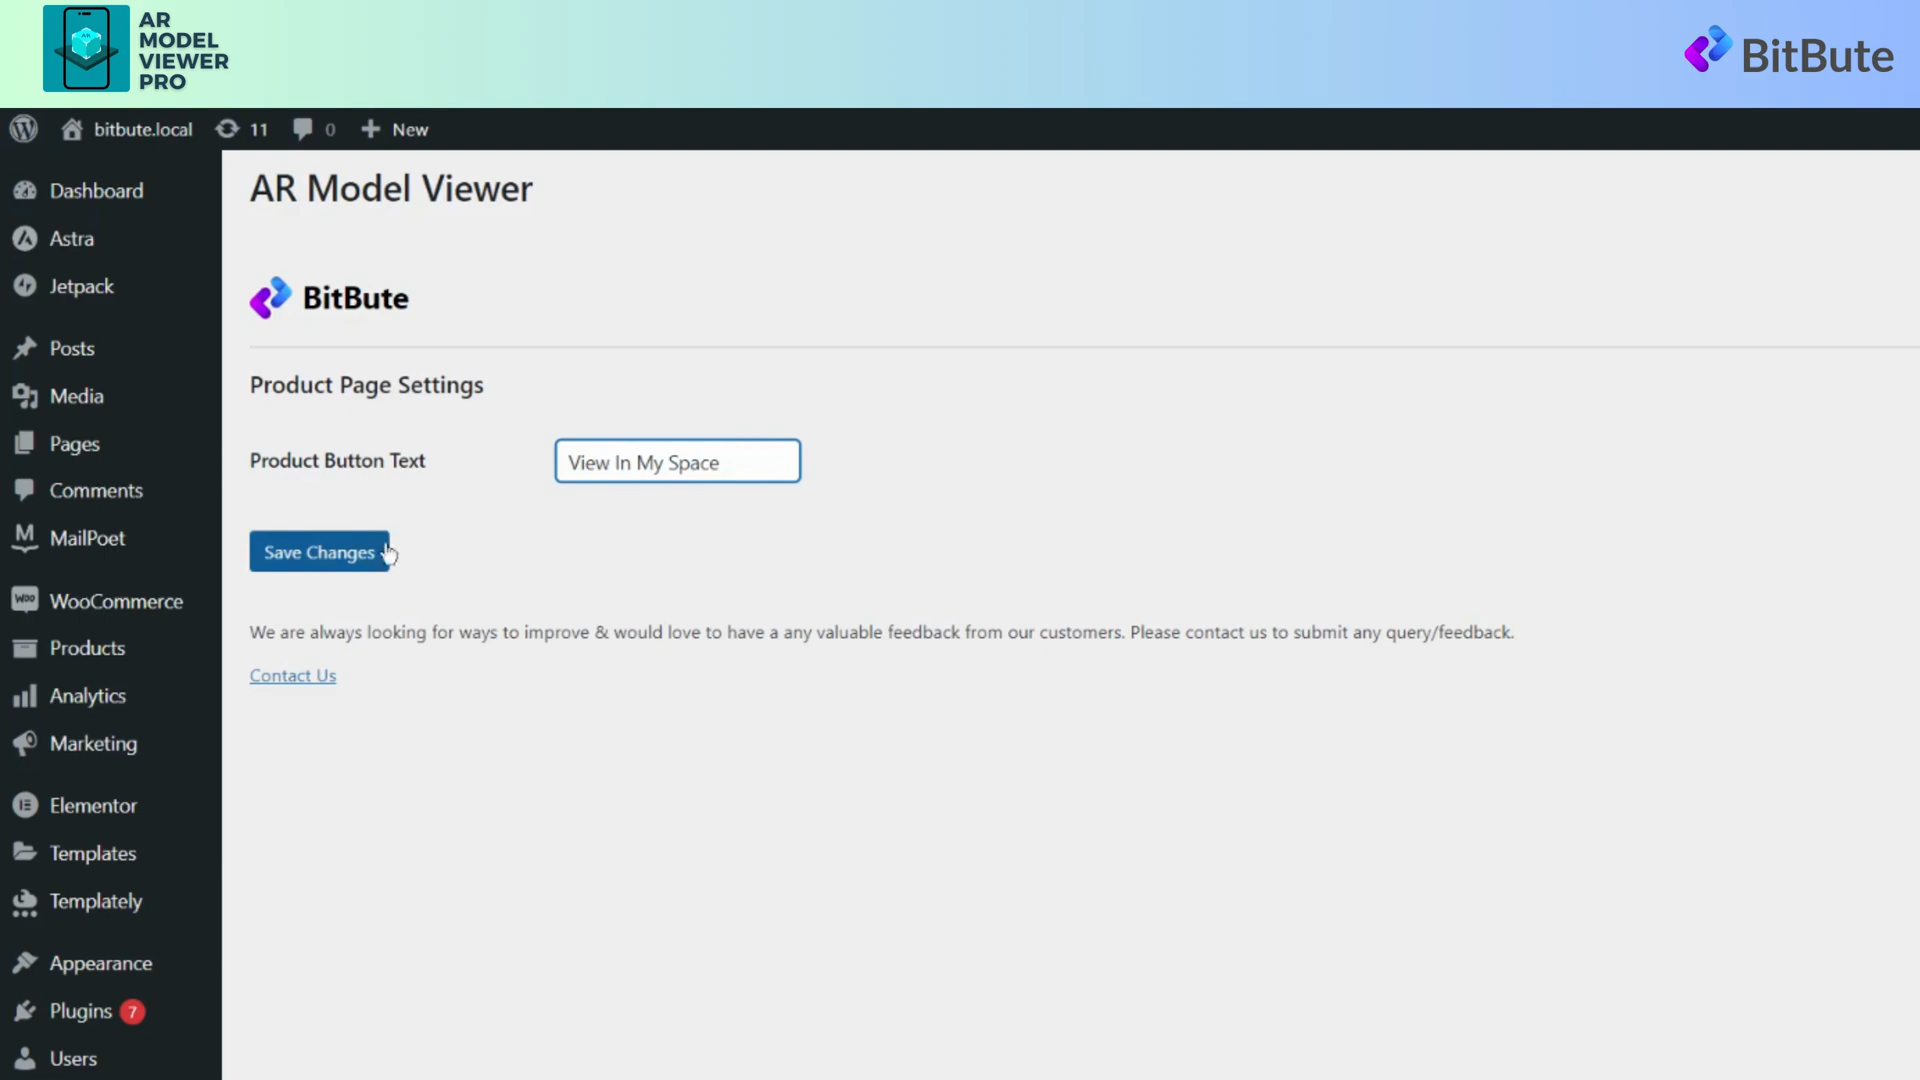 AR
MODEL
VIEWER
PRO
BitBute
bitbute.local 11 0 New
Dashboard
Astra
Jetpack
Posts
Media
Pages
Comments
MailPoet
WooCommerce
Products
Analytics
Marketing
Elementor
Templates
Templately
Appearance
Plugins 7
Users
AR Model Viewer
BitBute
Product Page Settings
Product Button Text View In My Space
Save Changes
We are always looking for ways to improve & would love to have a any valuable feedback from our customers. Please contact us to submit any query/feedback.
Contact Us